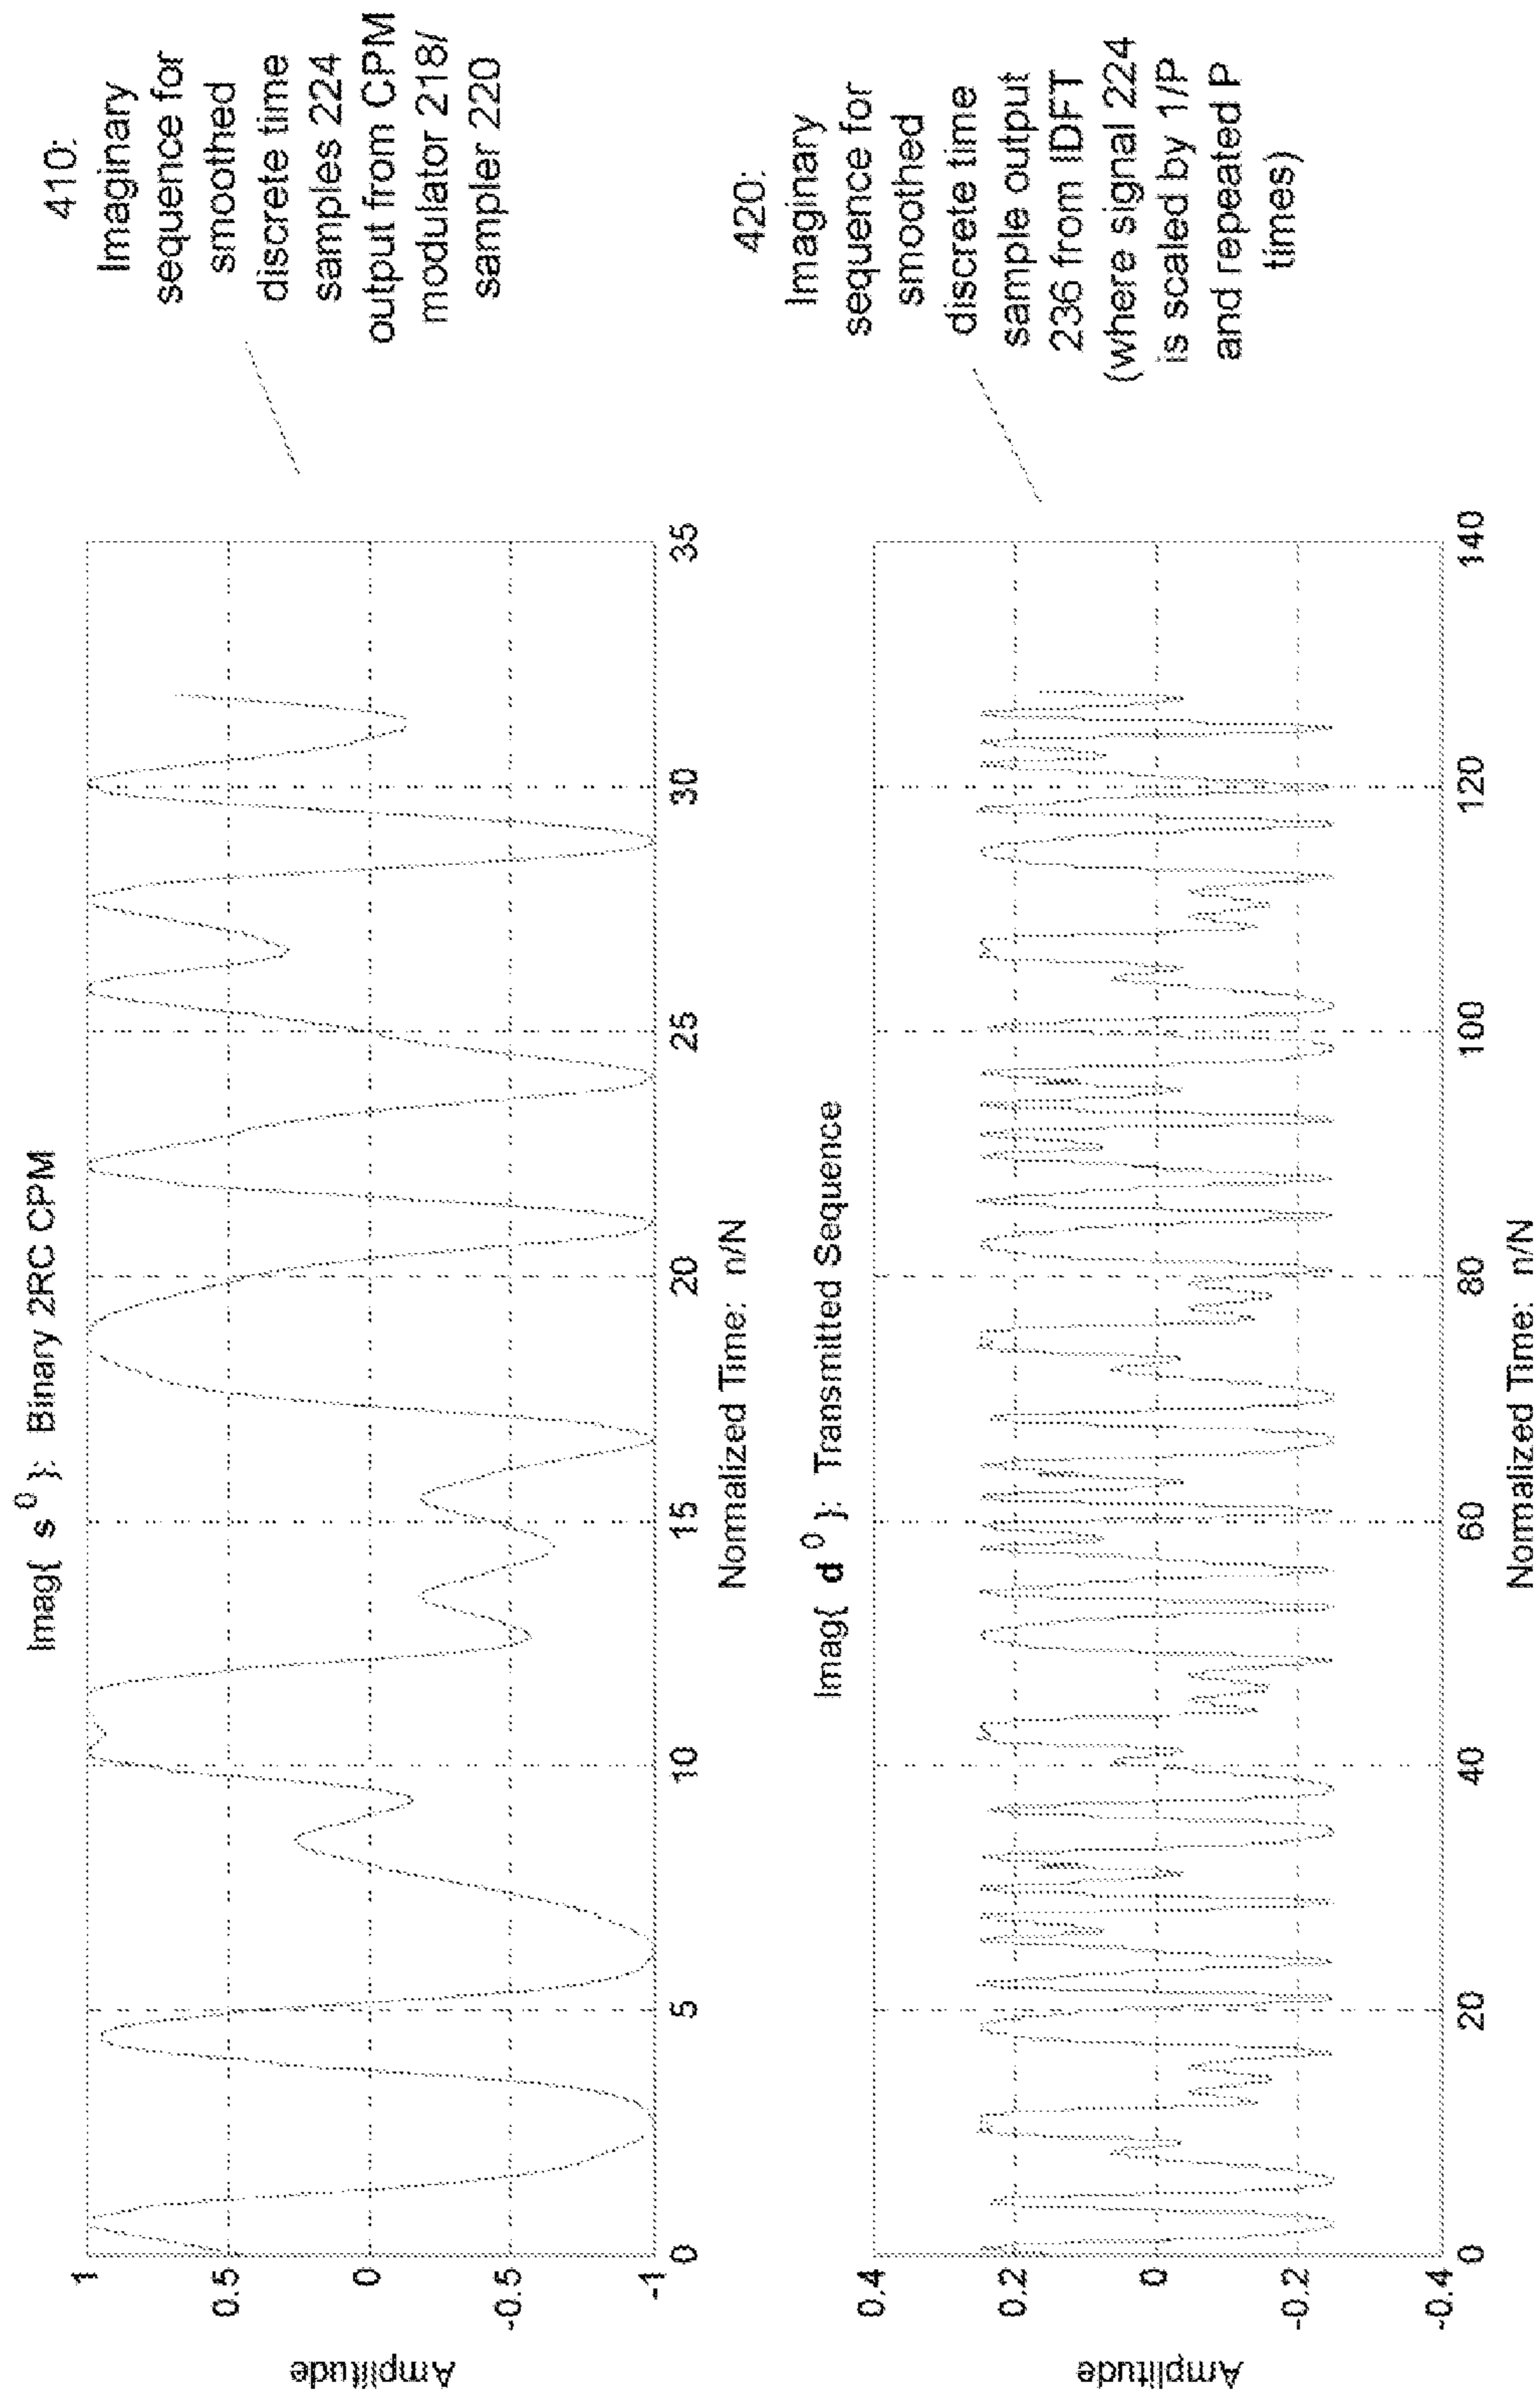 Imag{ s 0 }: Binary 2RC CPM
1
0.5
0
-0.5
-1
Amplitude
0
5
10
15
20
25
30
35
Normalized Time: n/N
410:
Imaginary
sequence for
smoothed
discrete time
samples 224
output from CPM
modulator 218/
sampler 220
Imag{ d 0 }: Transmitted Sequence
0.4
0.2
0
-0.2
-0.4
Amplitude
0
20
40
60
80
100
120
140
Normalized Time: n/N
420:
Imaginary
sequence for
smoothed
discrete time
sample output
236 from IDFT
(where signal 224
is scaled by 1/P
and repeated P
times)